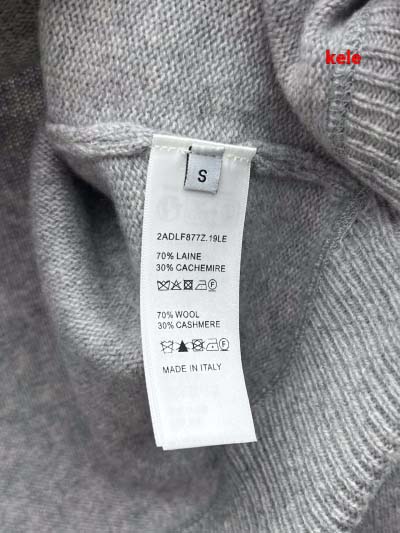 kele
S
2ADLF877Z.19LE
70% LAINE
30% CACHEMIRE
70% WOOL
30% CASHMERE
MADE IN ITALY